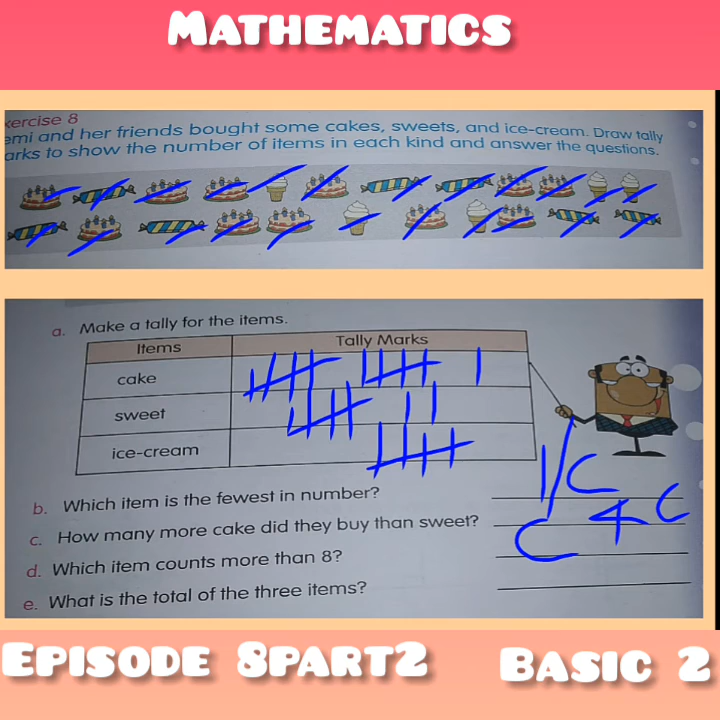 MATHEMATICS
xercise 8
emi and her friends bought some cakes, sweets, and ice-cream. Draw tally
arks to show the number of items in each kind and answer the questions.
a. Make a tally for the items.
Items Tally Marks
cake
sweet
ice-cream
b. Which item is the fewest in number? I/C
c. How many more cake did they buy than sweet? 4 C
d. Which item counts more than 8? C
e. What is the total of the three items?
EPISODE 8PART2 BASIC 2